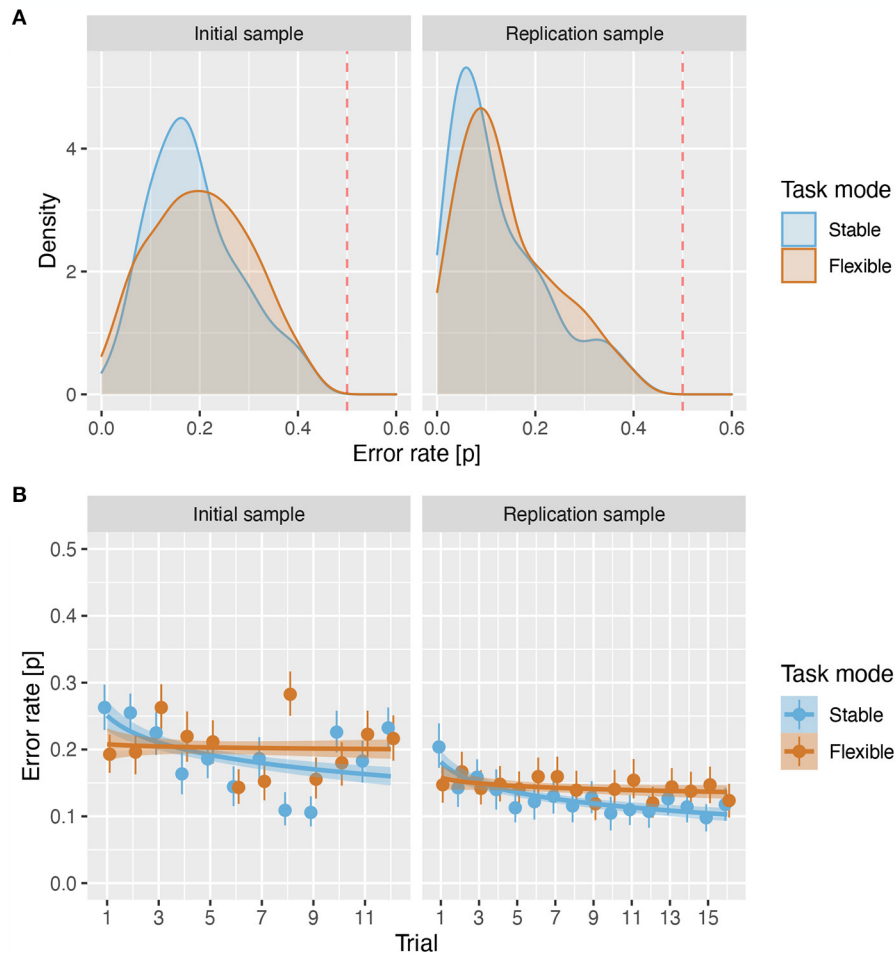 A
Initial sample
Replication sample
Density
4
2
0
0.0 0.2 0.4 0.6
0.0 0.2 0.4 0.6
Error rate [p]
Task mode
Stable
Flexible
B
Initial sample
Replication sample
Error rate [p]
0.5
0.4
0.3
0.2
0.1
0.0
1 3 5 7 9 11
1 3 5 7 9 11 13 15
Trial
Task mode
Stable
Flexible